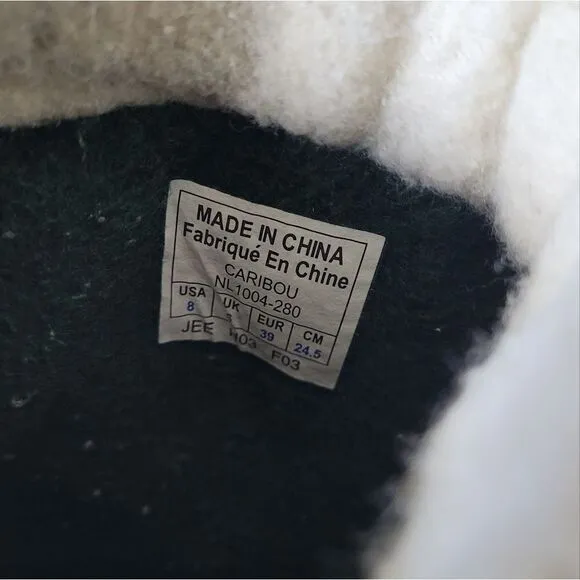 MADE IN CHINA
Fabriqué En Chine
CARIBOU
NL1004-280
USA UK EUR CM
8 39 24.5
JEE H03 F03